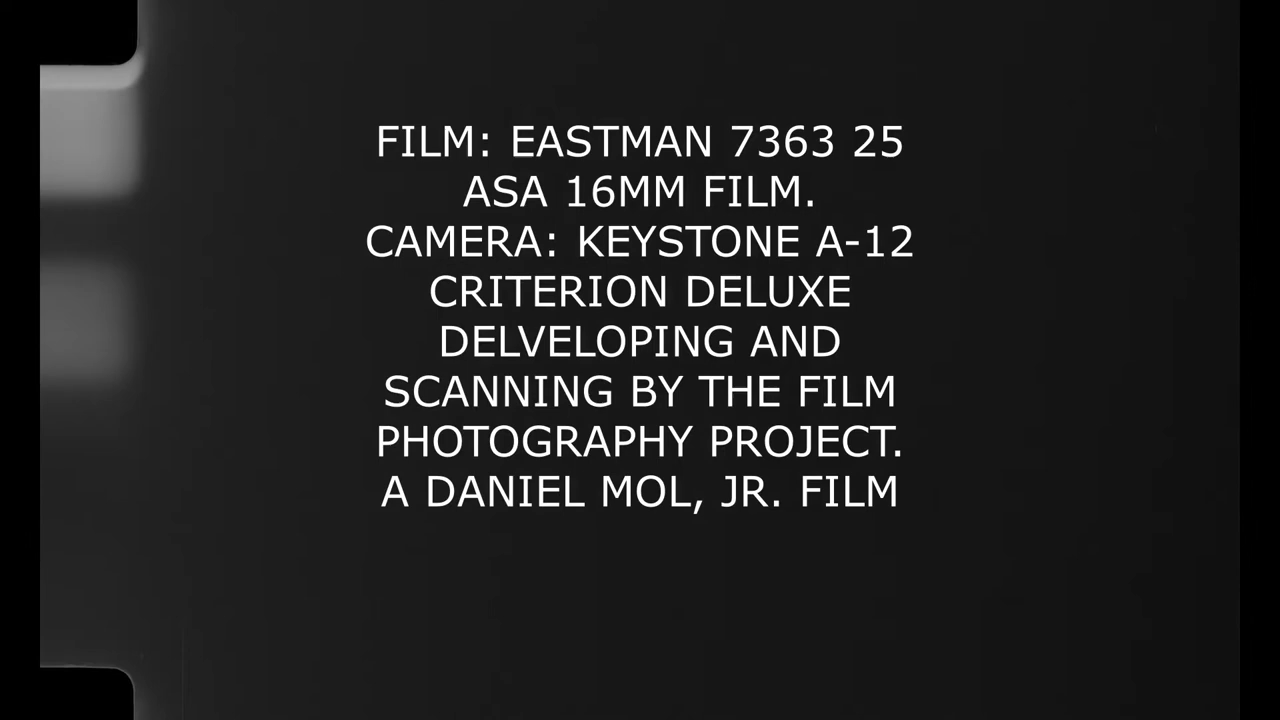 FILM: EASTMAN 7363 25
ASA 16MM FILM.
CAMERA: KEYSTONE A-12
CRITERION DELUXE
DELVELOPING AND
SCANNING BY THE FILM
PHOTOGRAPHY PROJECT.
A DANIEL MOL, JR. FILM